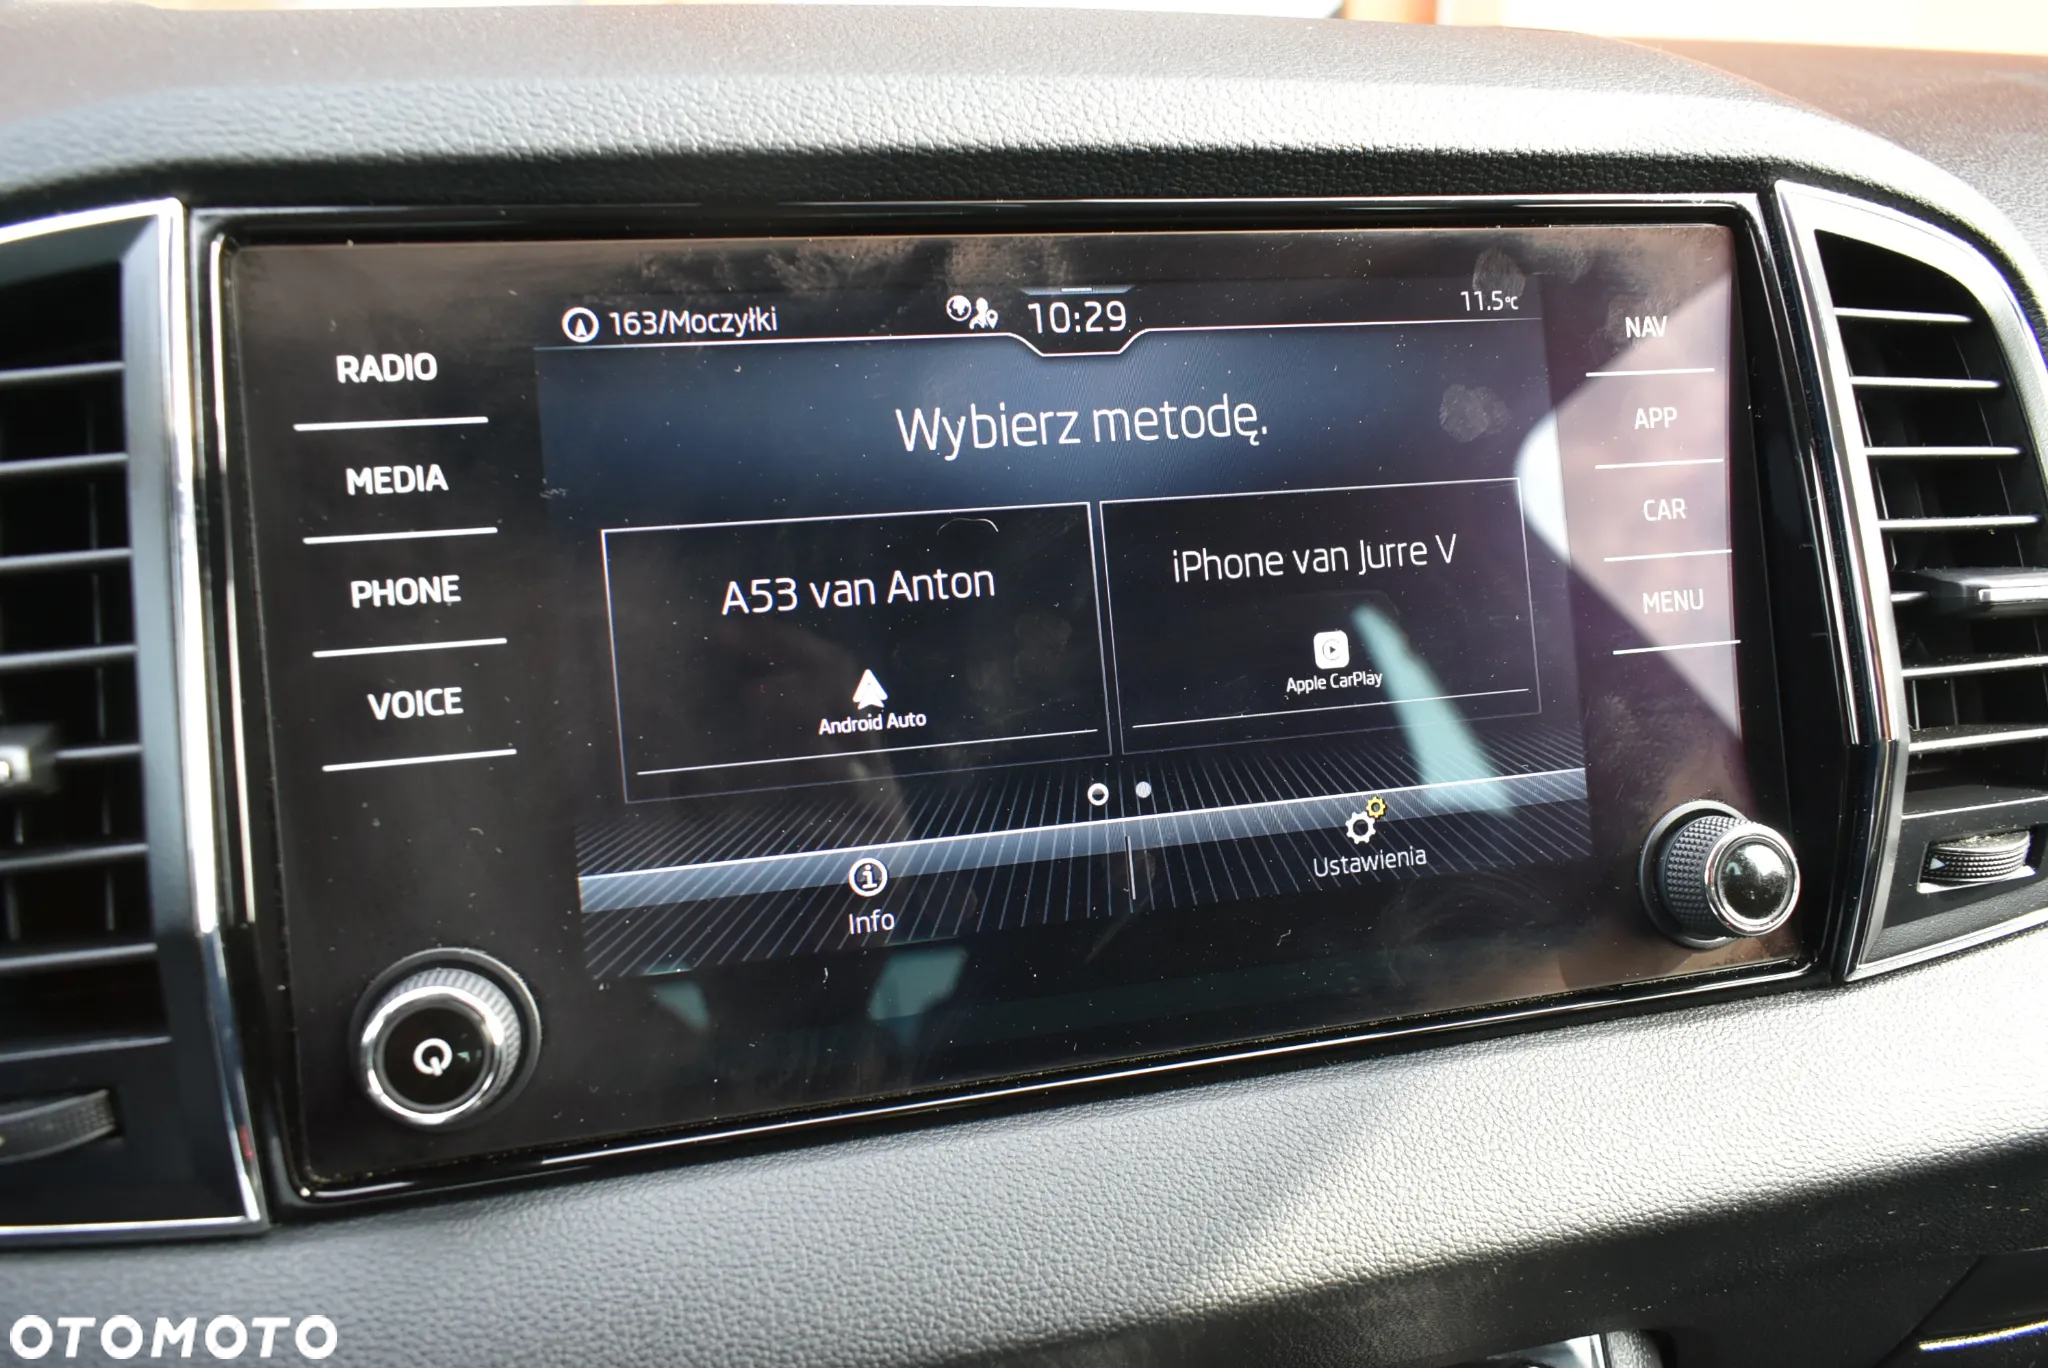 163/Moczyłki
10:29
11.5°C
RADIO
MEDIA
PHONE
VOICE
Wybierz metodę.
A53 van Anton
Android Auto
iPhone van Jurre V
Apple CarPlay
Info
Ustawienia
NAV
APP
CAR
MENU
OTOMOTO